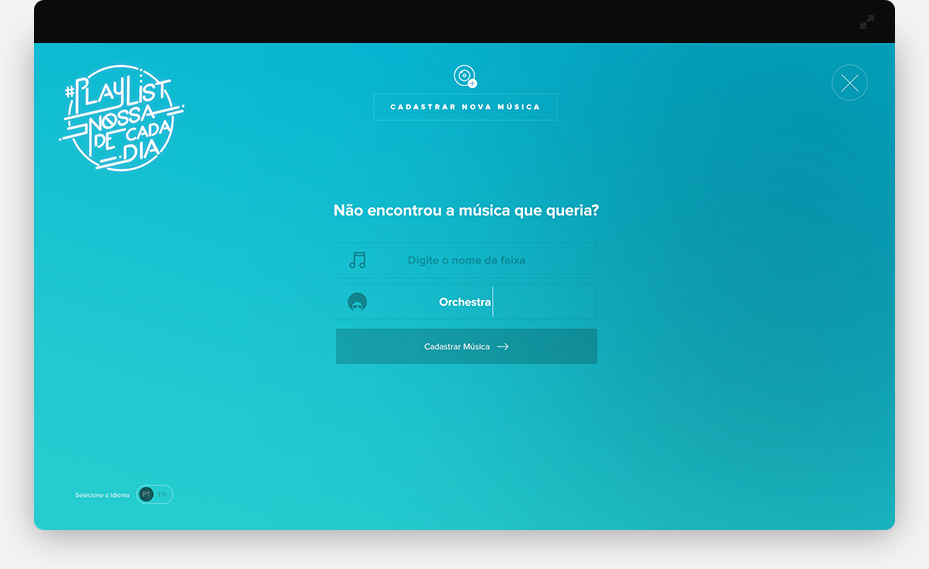 #PLAYLIST
NOSSA
DE CADA
DIA
CADASTRAR NOVA MÚSICA
Não encontrou a música que queria?
Digite o nome da faixa
Orchestra
Cadastrar Música
Selecione o Idioma PT EN